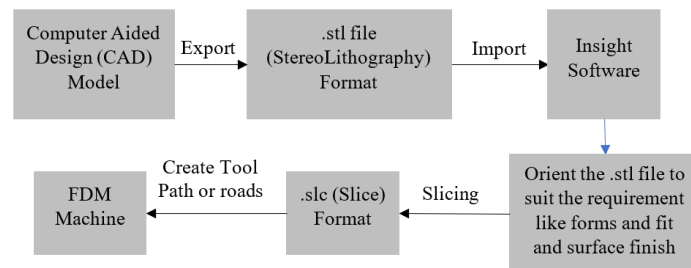 Computer Aided
Design (CAD)
Model
Export
.stl file
(StereoLithography)
Format
Import
Insight
Software
Orient the .stl file to
suit the requirement
like forms and fit
and surface finish
Slicing
.slc (Slice)
Format
Create Tool
Path or roads
FDM
Machine